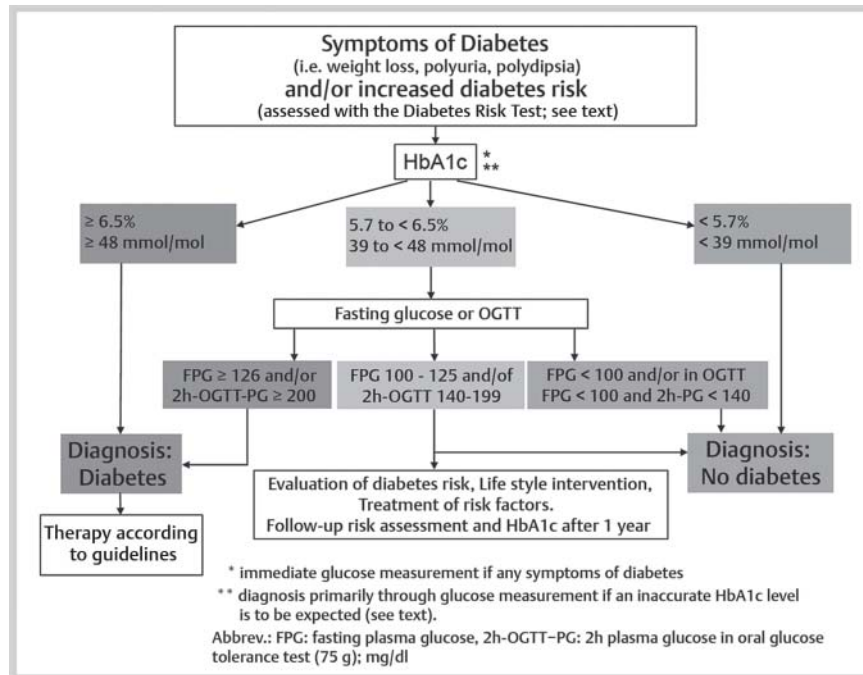 Symptoms of Diabetes
(i.e. weight loss, polyuria, polydipsia)
and/or increased diabetes risk
(assessed with the Diabetes Risk Test; see text)
HbA1c *
**
≥ 6.5%
≥ 48 mmol/mol
5.7 to < 6.5%
39 to < 48 mmol/mol
< 5.7%
< 39 mmol/mol
Fasting glucose or OGTT
FPG ≥ 126 and/or
2h-OGTT-PG ≥ 200
FPG 100 - 125 and/of
2h-OGTT 140-199
FPG < 100 and/or in OGTT
FPG < 100 and 2h-PG < 140
Diagnosis:
Diabetes
Diagnosis:
No diabetes
Evaluation of diabetes risk, Life style intervention,
Treatment of risk factors.
Follow-up risk assessment and HbA1c after 1 year
Therapy according
to guidelines
* immediate glucose measurement if any symptoms of diabetes
** diagnosis primarily through glucose measurement if an inaccurate HbA1c level
is to be expected (see text).
Abbrev.: FPG: fasting plasma glucose, 2h-OGTT–PG: 2h plasma glucose in oral glucose
tolerance test (75 g); mg/dl